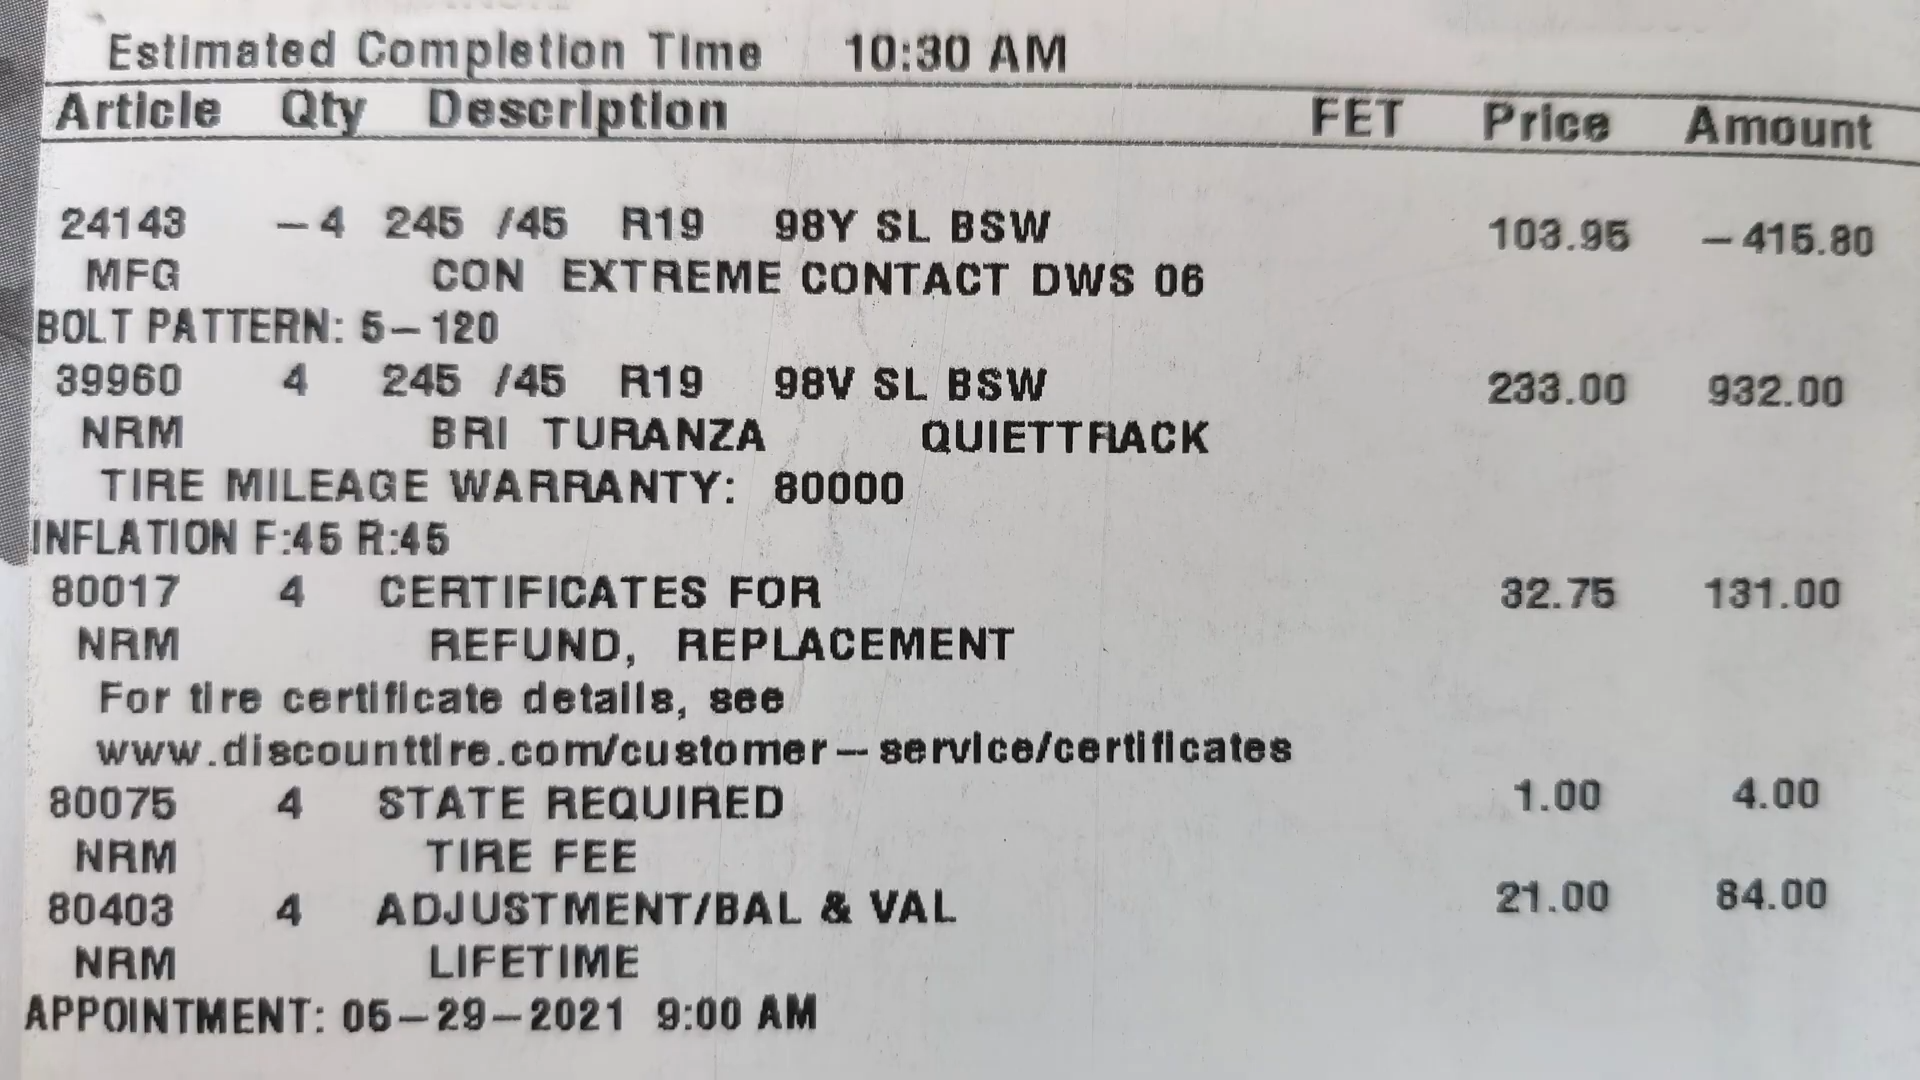 Estimated Completion Time 10:30 AM
Article Qty Description FET Price Amount
24143 -4 245 /45 R19 98Y SL BSW 103.95 -415.80
MFG CON EXTREME CONTACT DWS 06
BOLT PATTERN: 5-120
39960 4 245 /45 R19 98V SL BSW 233.00 932.00
NRM BRI TURANZA QUIETTRACK
TIRE MILEAGE WARRANTY: 80000
INFLATION F:45 R:45
80017 4 CERTIFICATES FOR 32.75 131.00
NRM REFUND, REPLACEMENT
For tire certificate details, see
www.discounttire.com/customer-service/certificates
80075 4 STATE REQUIRED 1.00 4.00
NRM TIRE FEE
80403 4 ADJUSTMENT/BAL & VAL 21.00 84.00
NRM LIFETIME
APPOINTMENT: 05-29-2021 9:00 AM